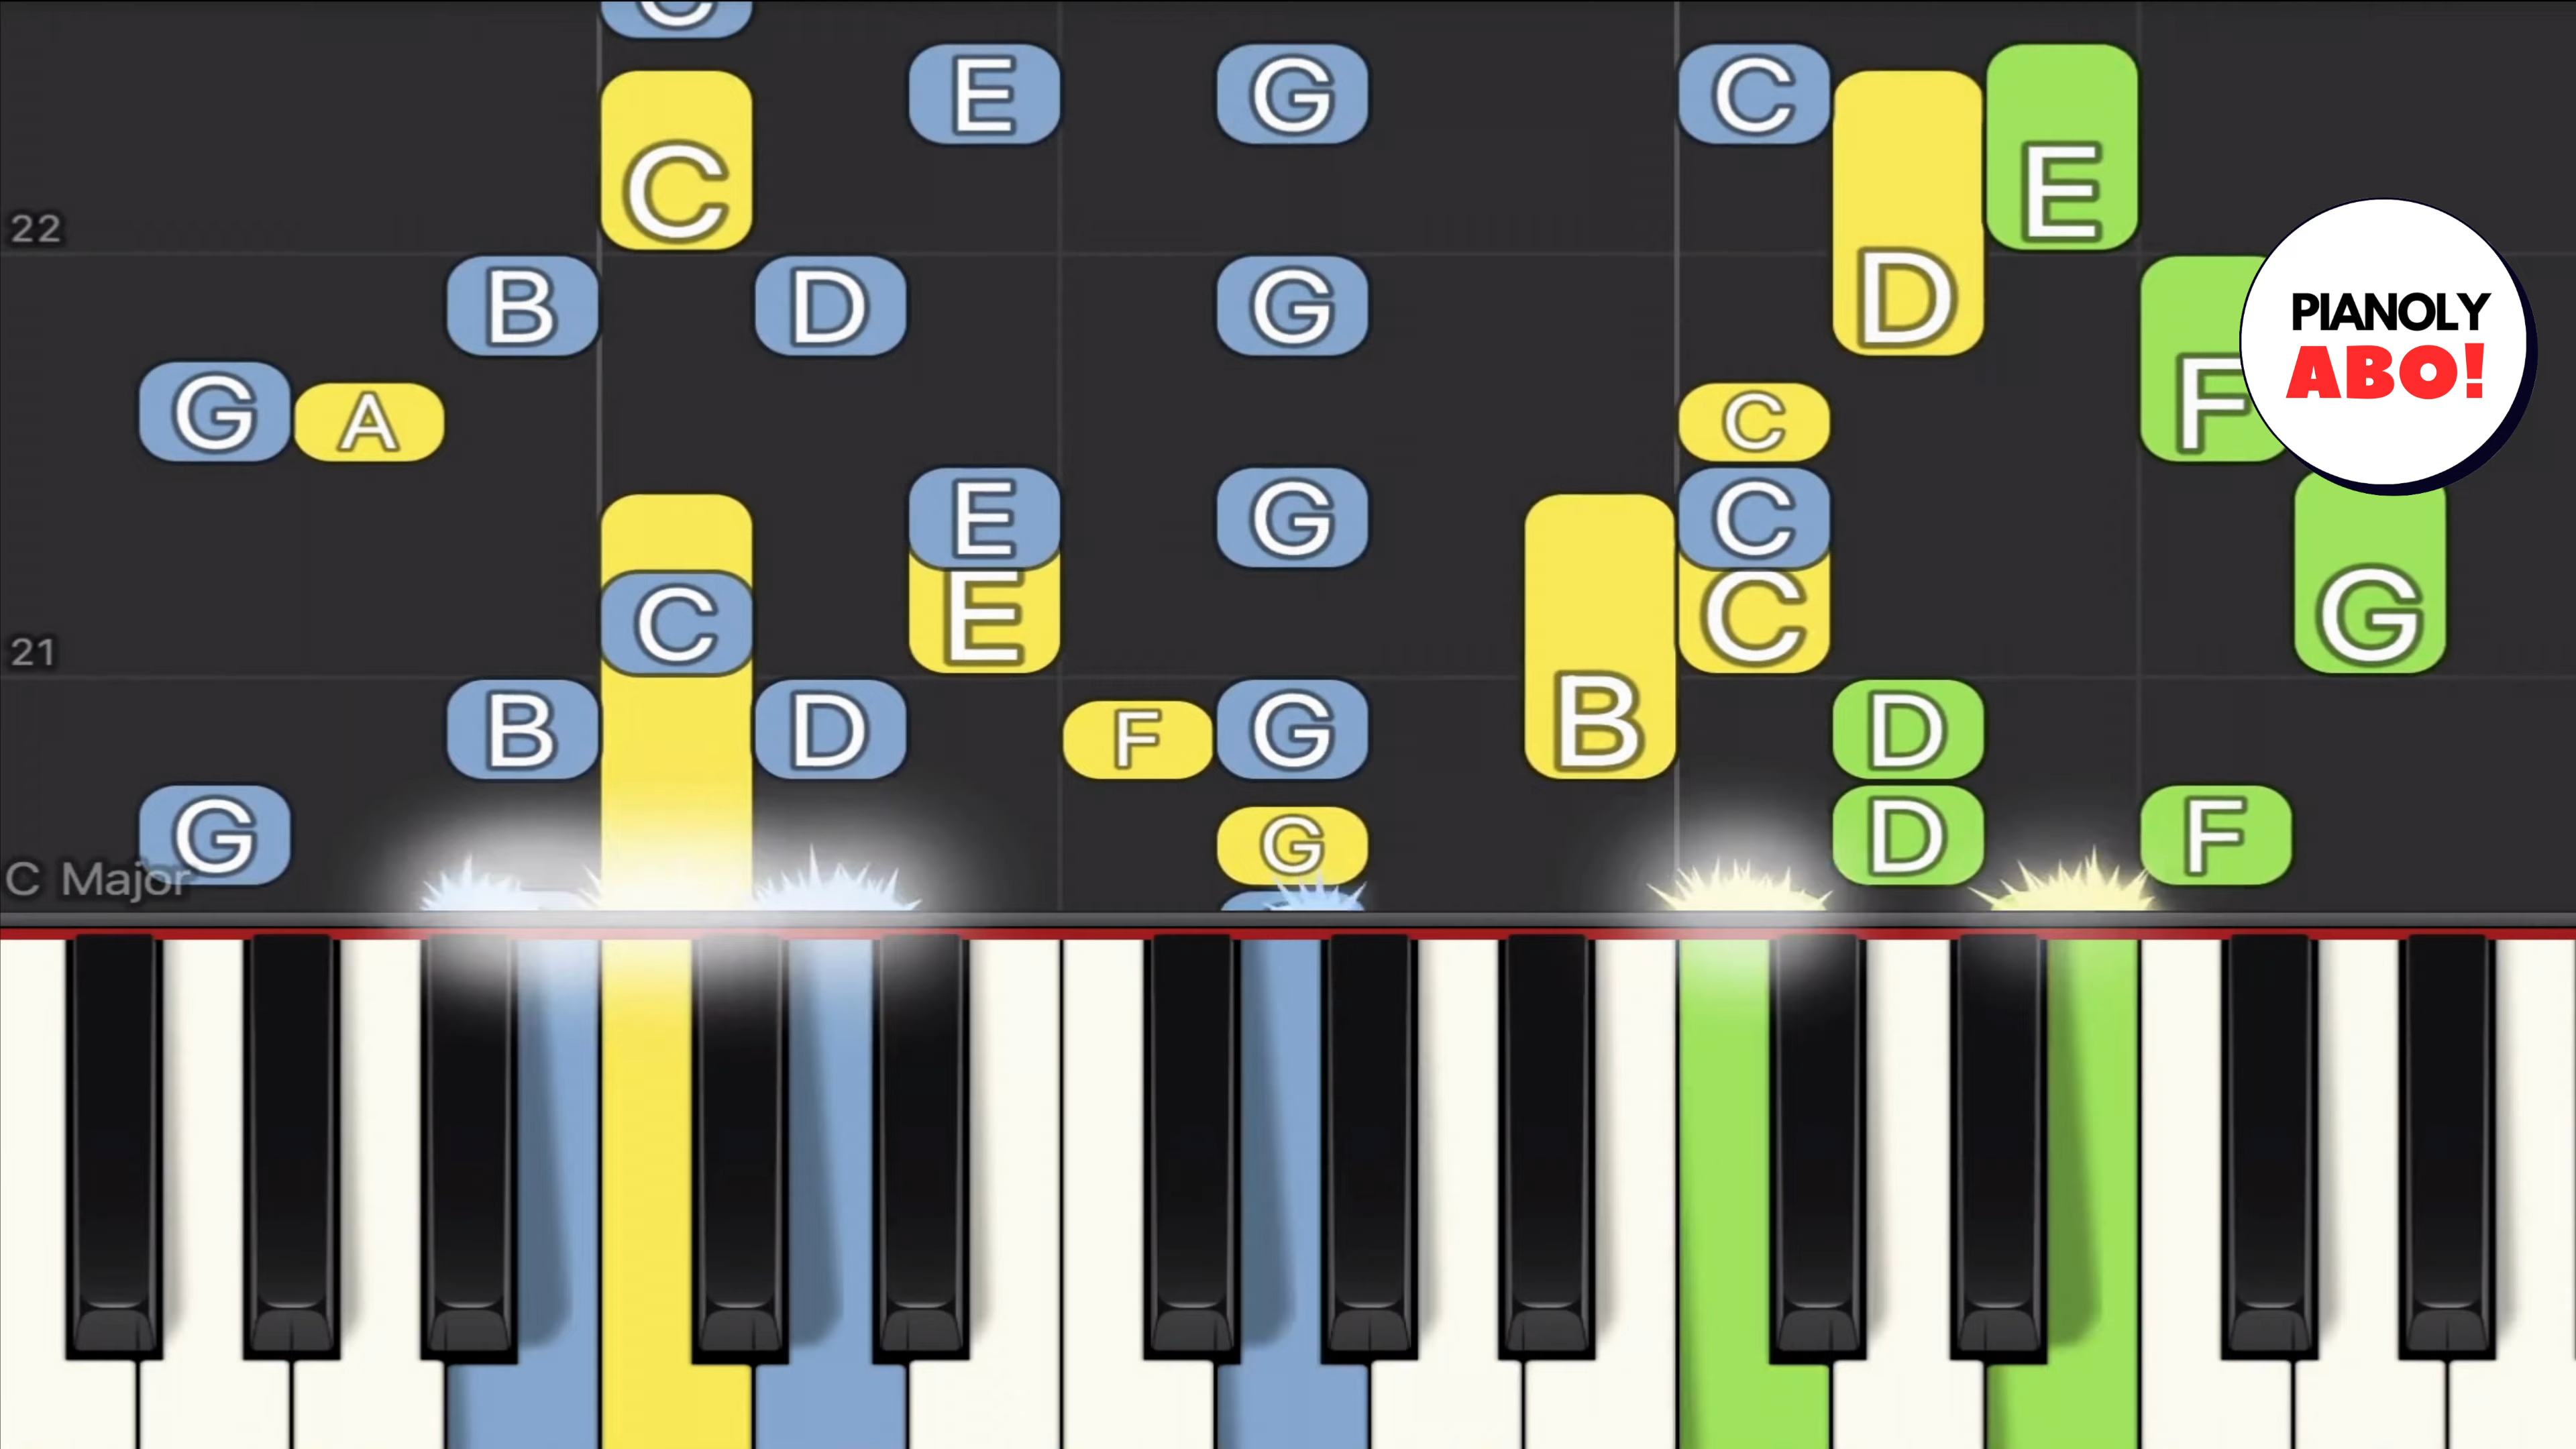 C
E G C
C E
22
B D G D
PIANOLY
ABO!
G A C F
E G C
C E C G
21
B D F G B D
G G D F
C Major